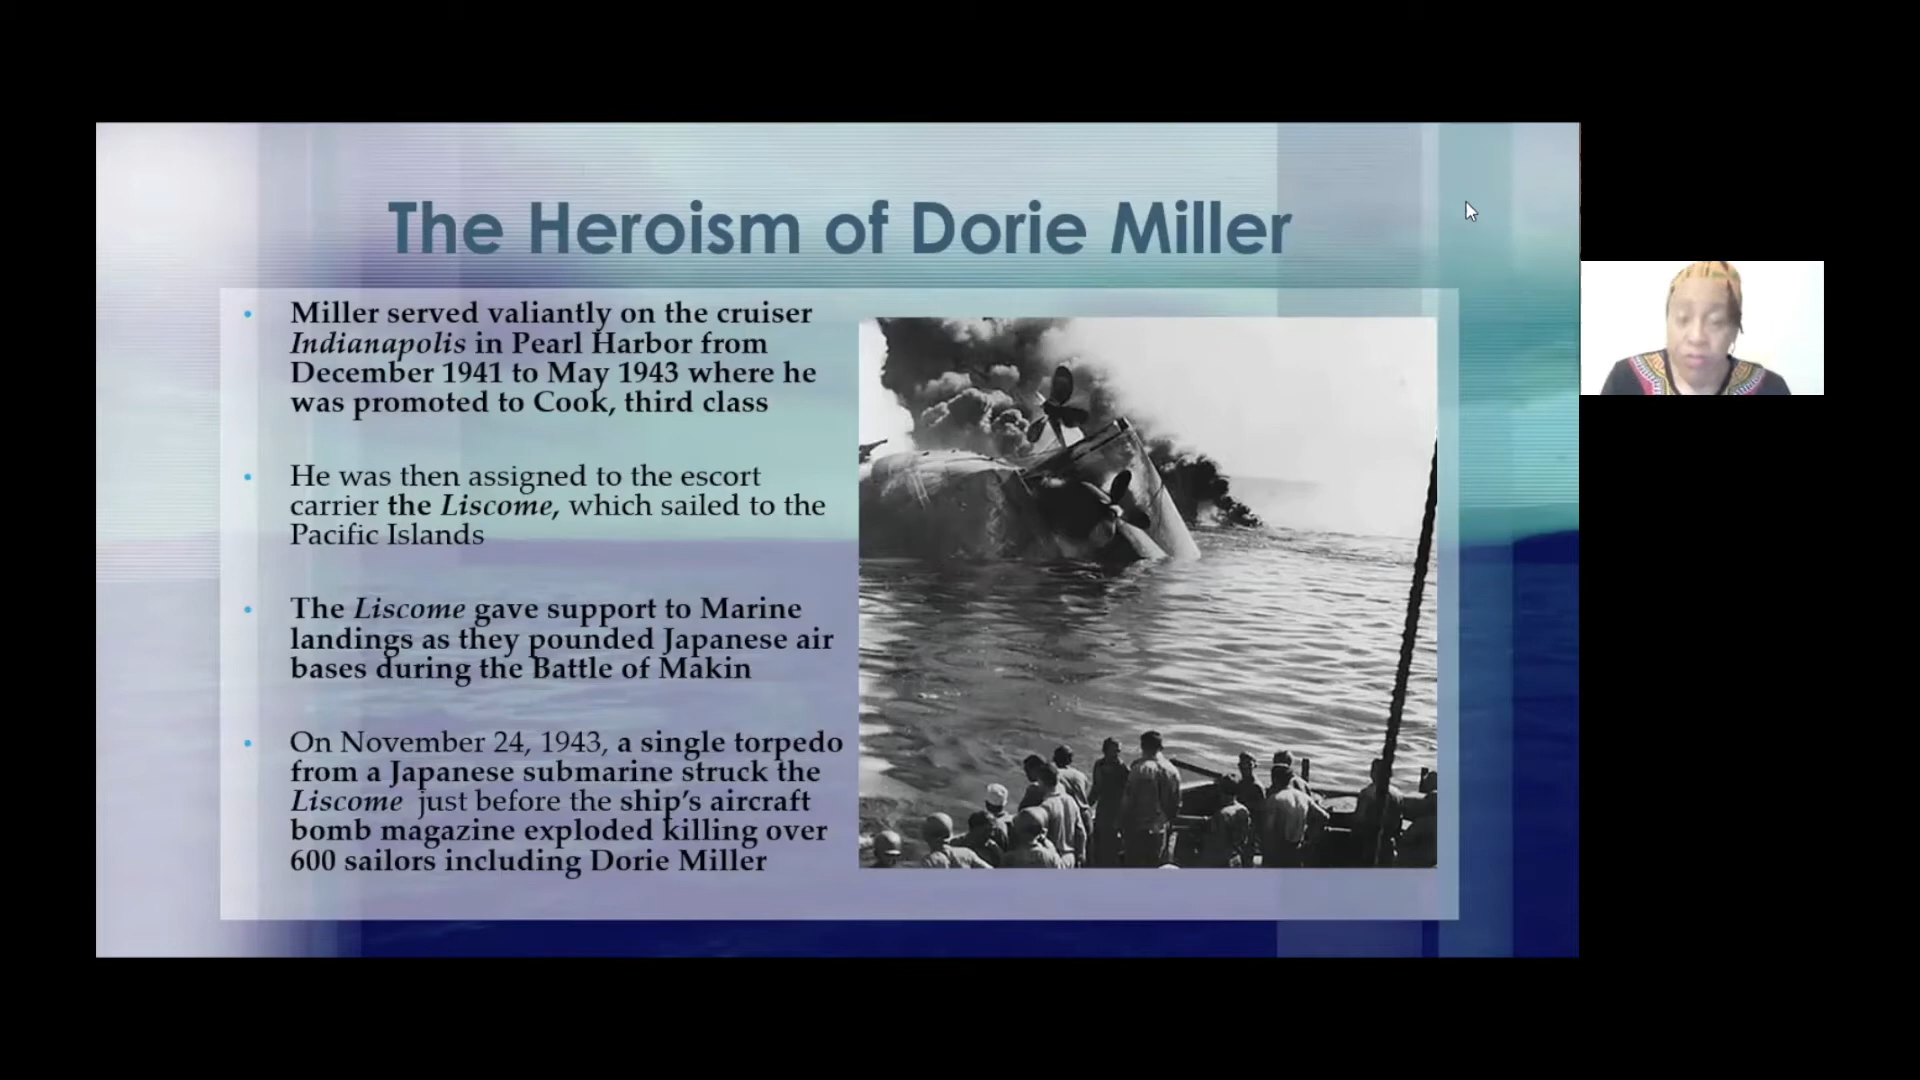 The Heroism of Dorie Miller
• Miller served valiantly on the cruiser
Indianapolis in Pearl Harbor from
December 1941 to May 1943 where he
was promoted to Cook, third class
• He was then assigned to the escort
carrier the Liscome, which sailed to the
Pacific Islands
• The Liscome gave support to Marine
landings as they pounded Japanese air
bases during the Battle of Makin
• On November 24, 1943, a single torpedo
from a Japanese submarine struck the
Liscome just before the ship’s aircraft
bomb magazine exploded killing over
600 sailors including Dorie Miller